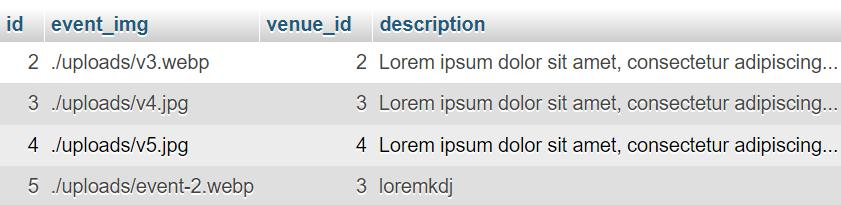 id event_img venue_id description
2 ./uploads/v3.webp 2 Lorem ipsum dolor sit amet, consectetur adipiscing...
3 ./uploads/v4.jpg 3 Lorem ipsum dolor sit amet, consectetur adipiscing...
4 ./uploads/v5.jpg 4 Lorem ipsum dolor sit amet, consectetur adipiscing...
5 ./uploads/event-2.webp 3 loremkdj